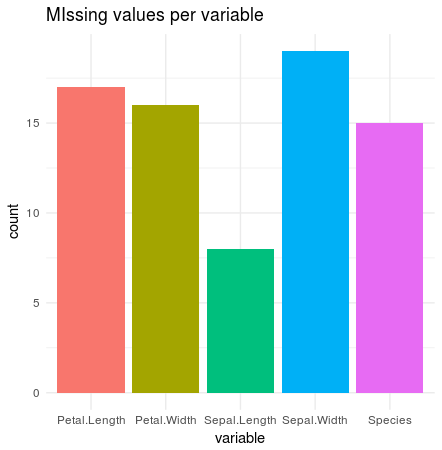 MIssing values per variable
count
15
10
5
0
Petal.Length Petal.Width Sepal.Length Sepal.Width Species
variable